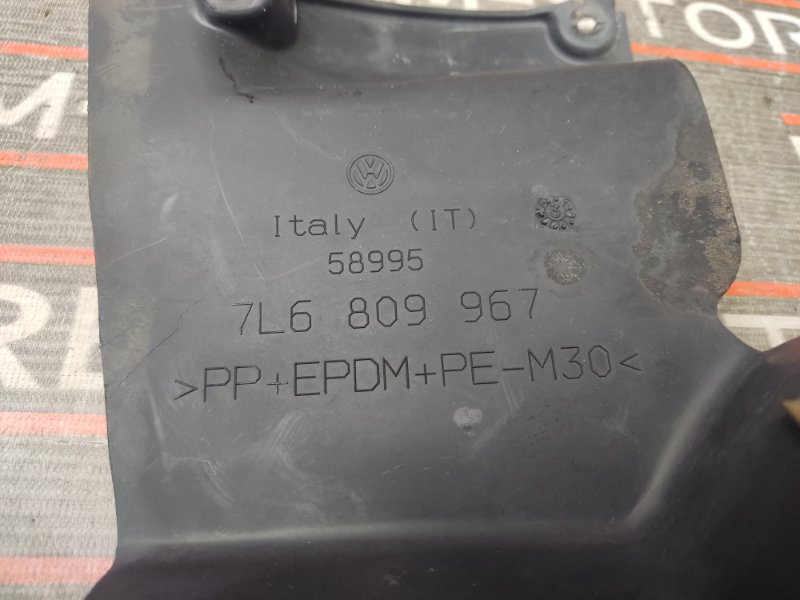 Italy (IT)
58995
7L6 809 967
>PP+EPDM+PE-M30<